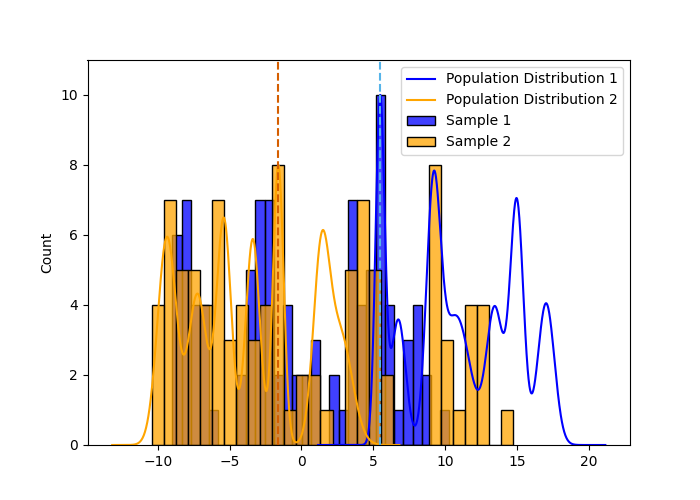 Population Distribution 1
Population Distribution 2
Sample 1
Sample 2
Count
10
8
6
4
2
0
−10 −5 0 5 10 15 20